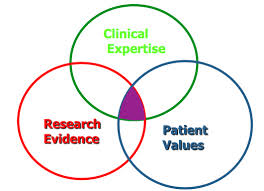 Clinical
Expertise
Research
Evidence
Patient
Values